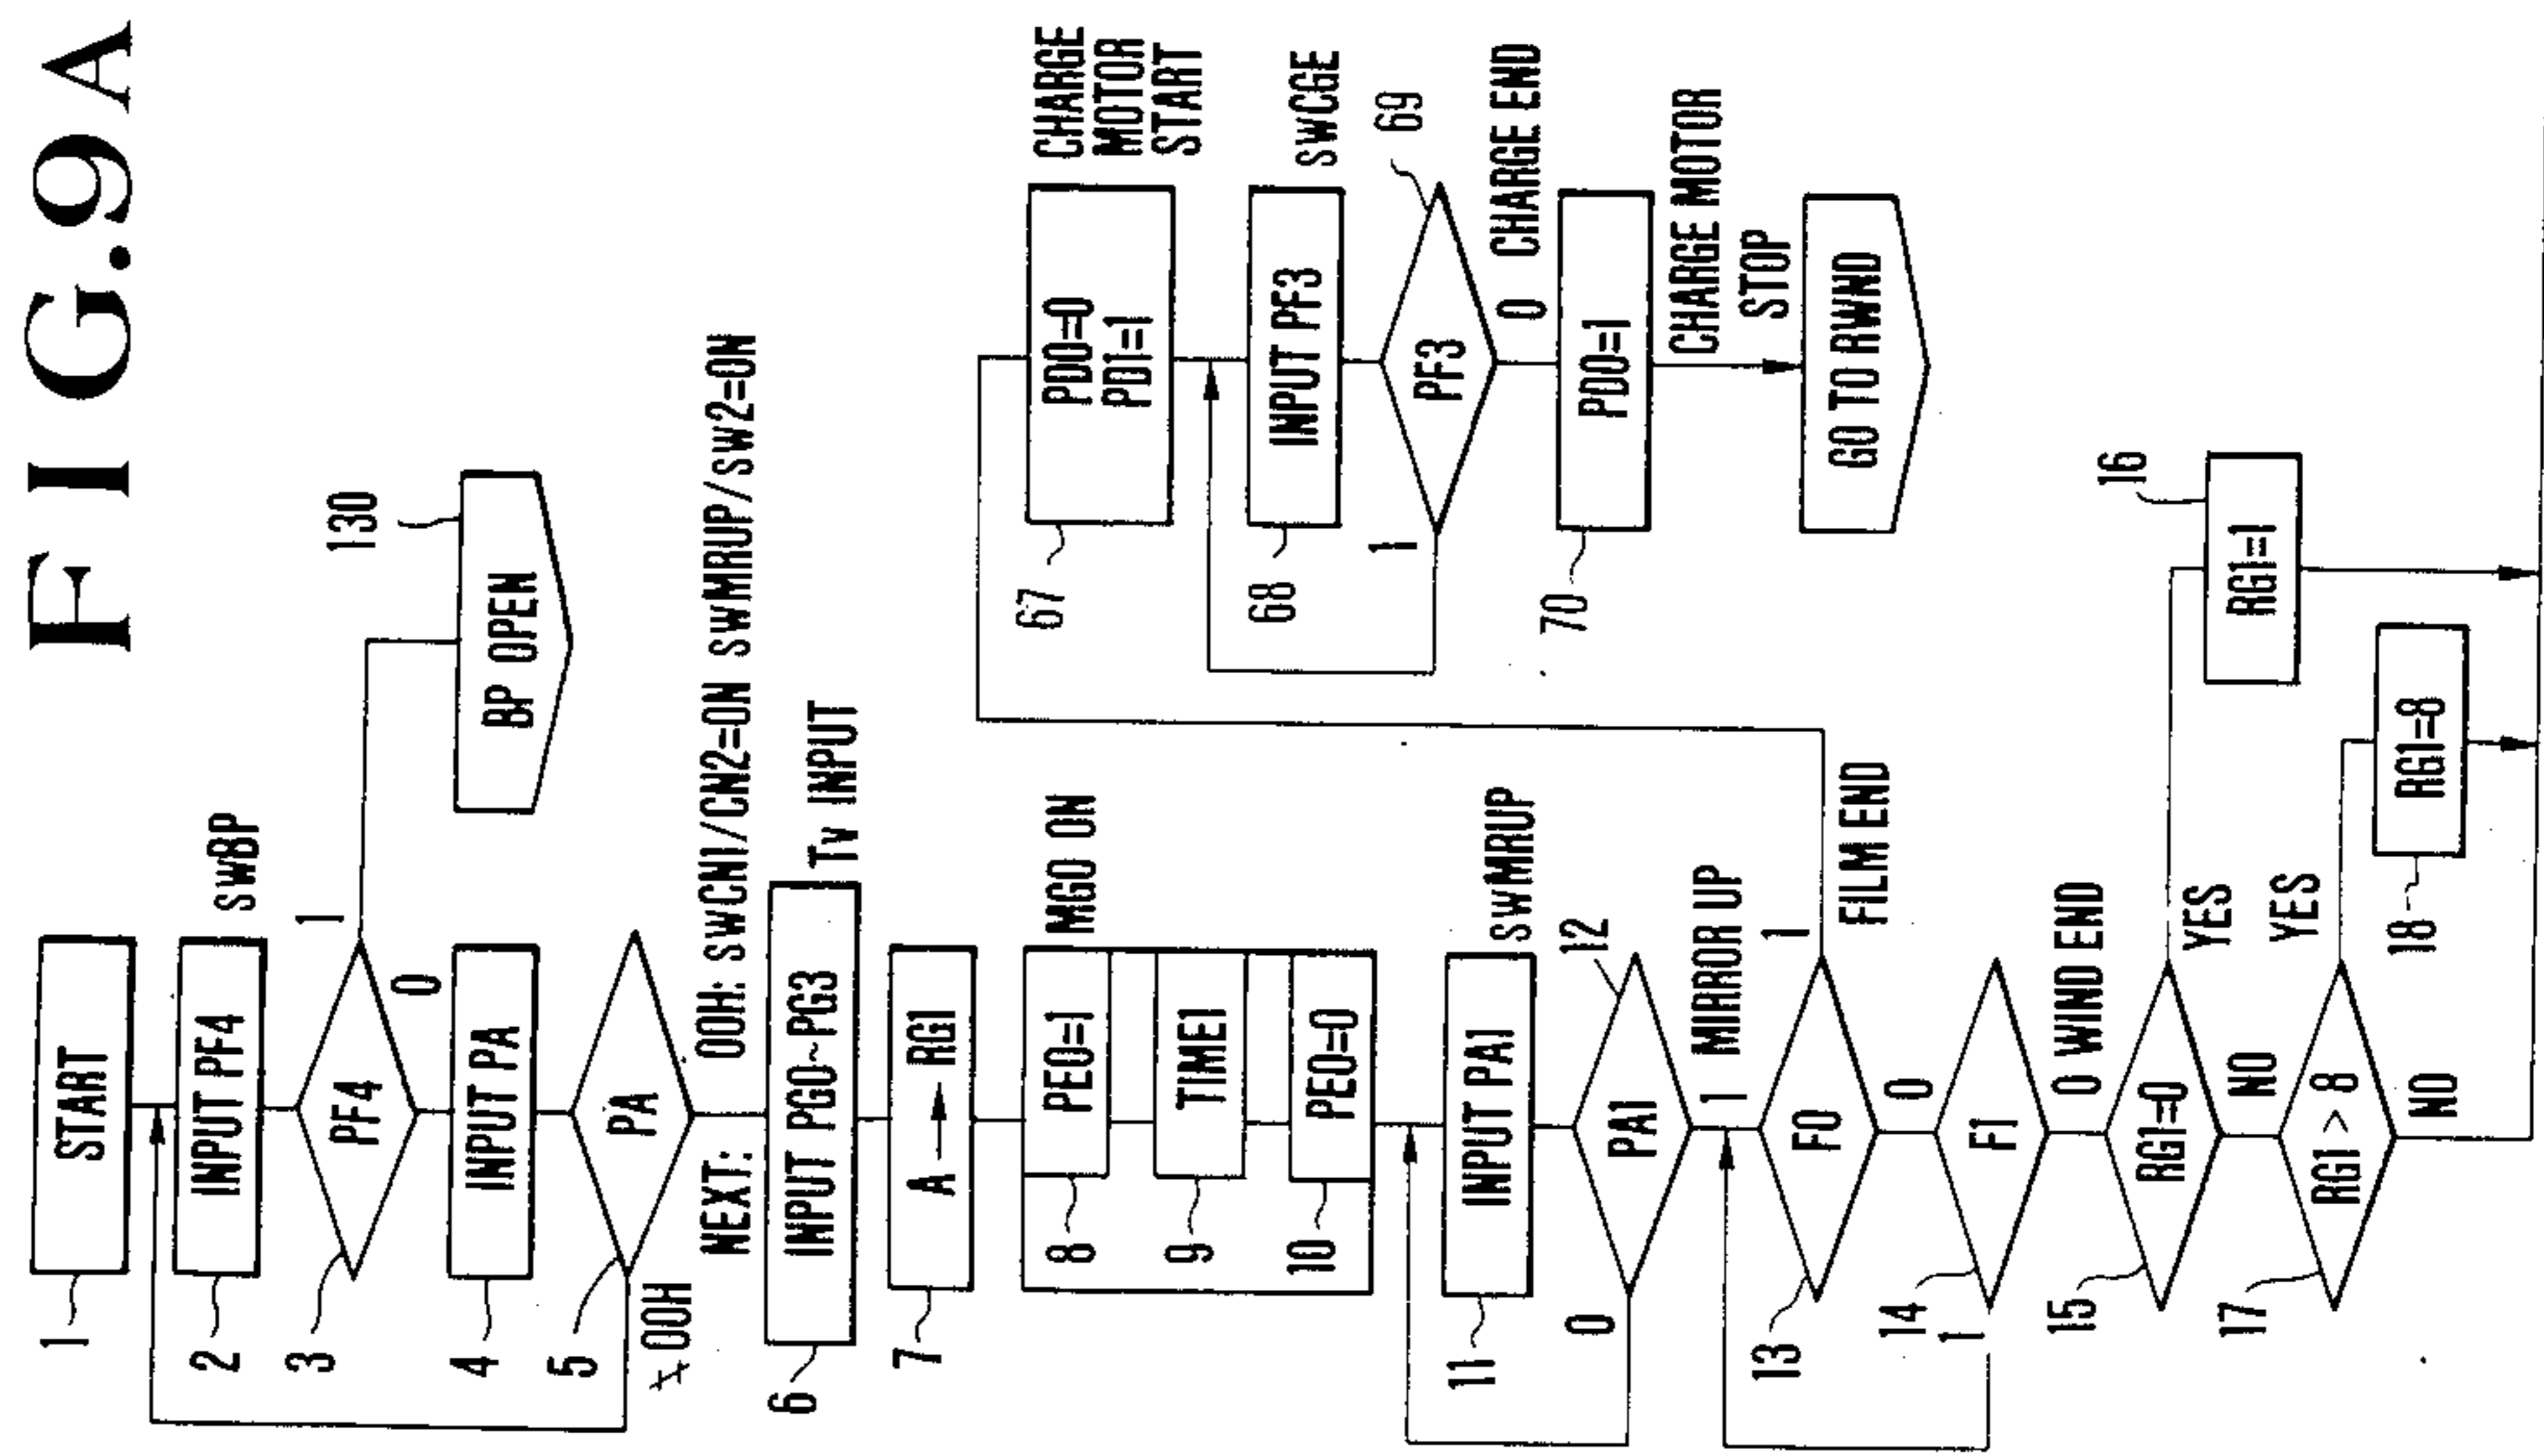 FIG.9A
1
START
2
INPUT PF4
swBP
3
PF4
1
0
130
BP OPEN
4
INPUT PA
5
PA
≠00H
NEXT:
00H: swCN1/CN2=ON swMRUP/sw2=ON
6
INPUT PG0~PG3
Tv INPUT
7
A → RG1
MG0 ON
8
PE0=1
9
TIME1
10
PE0=0
11
INPUT PA1
swMRUP
12
PA1
0
1 MIRROR UP
13
F0
1
FILM END
0
14
F1
1
0 WIND END
15
RG1=0
YES
NO
16
RG1=1
17
RG1 > 8
YES
NO
18
RG1=8
67
PD0=0
PD1=1
CHARGE
MOTOR
START
68
INPUT PF3
swCGE
69
PF3
1
0 CHARGE END
70
PD0=1
CHARGE MOTOR
STOP
GO TO RWND